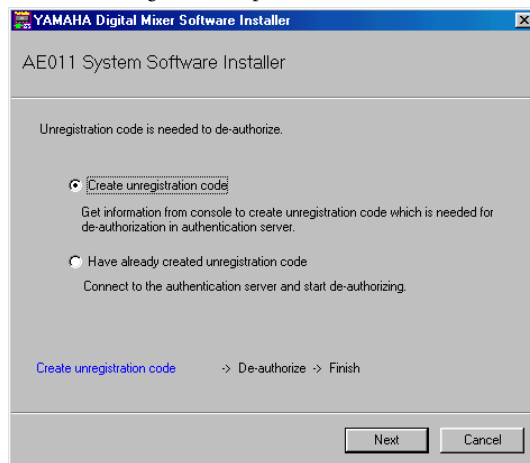 YAMAHA Digital Mixer Software Installer
AE011 System Software Installer
Unregistration code is needed to de-authorize.
Create unregistration code
Get information from console to create unregistration code which is needed for
de-authorization in authentication server.
Have already created unregistration code
Connect to the authentication server and start de-authorizing.
Create unregistration code -> De-authorize -> Finish
Next Cancel